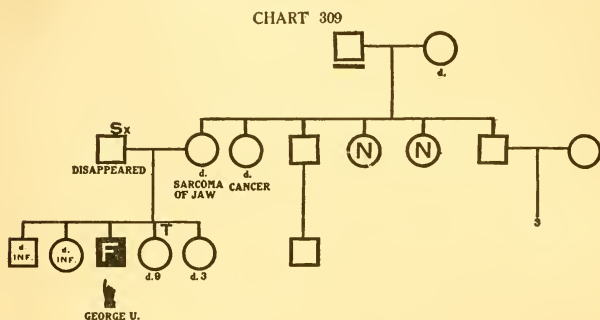 CHART 309
d.
Sx
N
N
DISAPPEARED
d.
SARCOMA
OF JAW
d.
CANCER
3
T
d.
INF.
d.
INF.
F
d.9
d.3
GEORGE U.